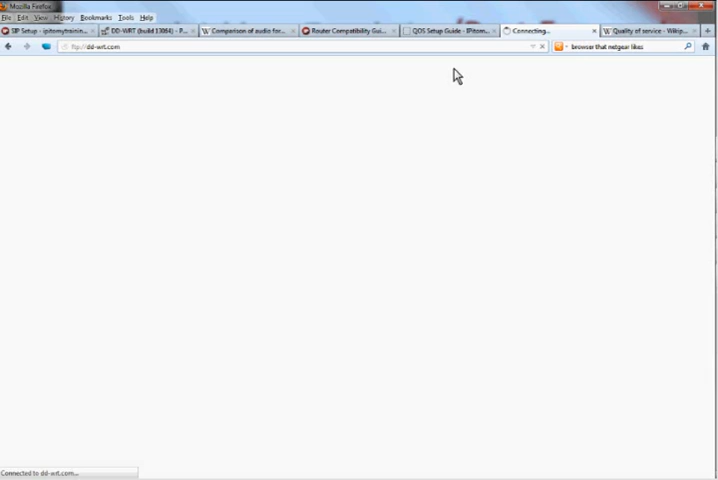 Mozilla Firefox
File Edit View History Bookmarks Tools Help
SIP Setup - ipitomytrainin... DD-WRT (build 13064) - P... Comparison of audio for... Router Compatibility Gui... QOS Setup Guide - IPitom... Connecting... Quality of service - Wikip...
ftp://dd-wrt.com browser that netgear likes
Connected to dd-wrt.com...